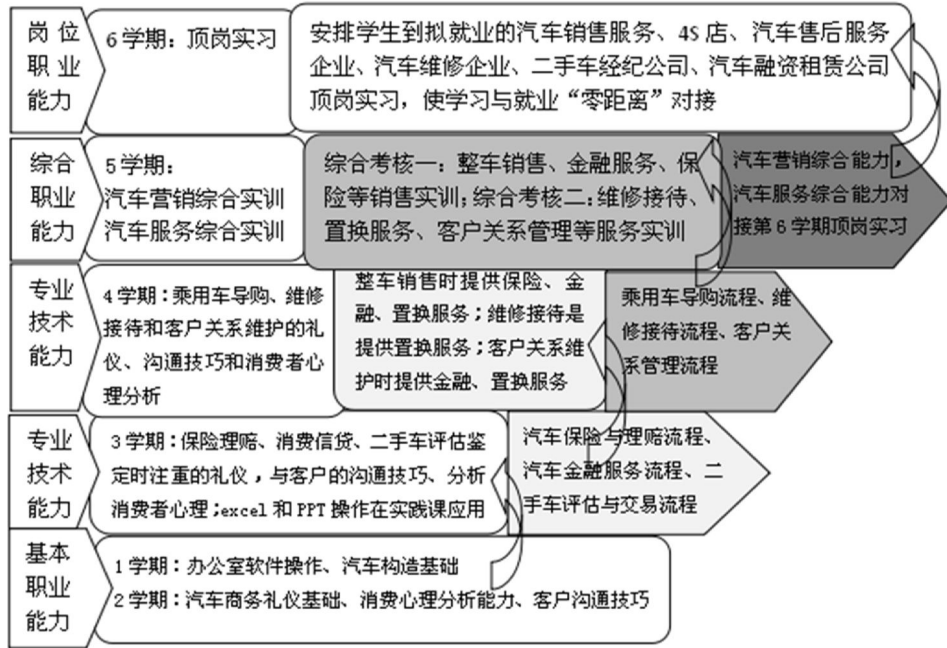 岗位
职业
能力
6学期：顶岗实习
安排学生到拟就业的汽车销售服务、4S店、汽车售后服务
企业、汽车维修企业、二手车经纪公司、汽车融资租赁公司
顶岗实习，使学习与就业“零距离”对接
综合
职业
能力
5学期：
汽车营销综合实训
汽车服务综合实训
综合考核一：整车销售、金融服务、保
险等销售实训；综合考核二：维修接待、
置换服务、客户关系管理等服务实训
汽车营销综合能力，
汽车服务综合能力对
接第6学期顶岗实习
专业
技术
能力
4学期：乘用车导购、维修
接待和客户关系维护的礼
仪、沟通技巧和消费者心
理分析
整车销售时提供保险、金
融、置换服务；维修接待是
提供置换服务；客户关系维
护时提供金融、置换服务
乘用车导购流程、维
修接待流程、客户关
系管理流程
专业
技术
能力
3学期：保险理赔、消费信贷、二手车评估鉴
定时注重的礼仪，与客户的沟通技巧、分析
消费者心理；excel和PPT操作在实践课应用
汽车保险与理赔流程、
汽车金融服务流程、二
手车评估与交易流程
基本
职业
能力
1学期：办公室软件操作、汽车构造基础
2学期：汽车商务礼仪基础、消费心理分析能力、客户沟通技巧